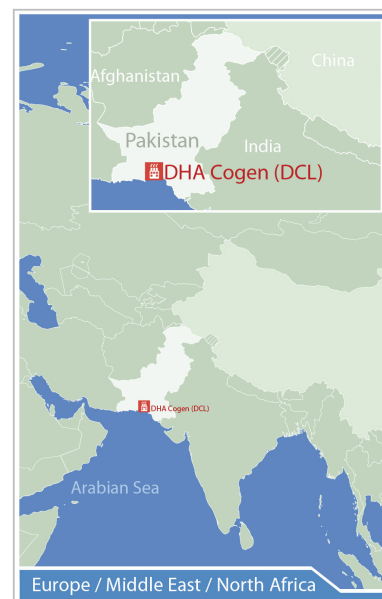 China
Afghanistan
Pakistan
India
DHA Cogen (DCL)
DHA Cogen (DCL)
Arabian Sea
Europe / Middle East / North Africa